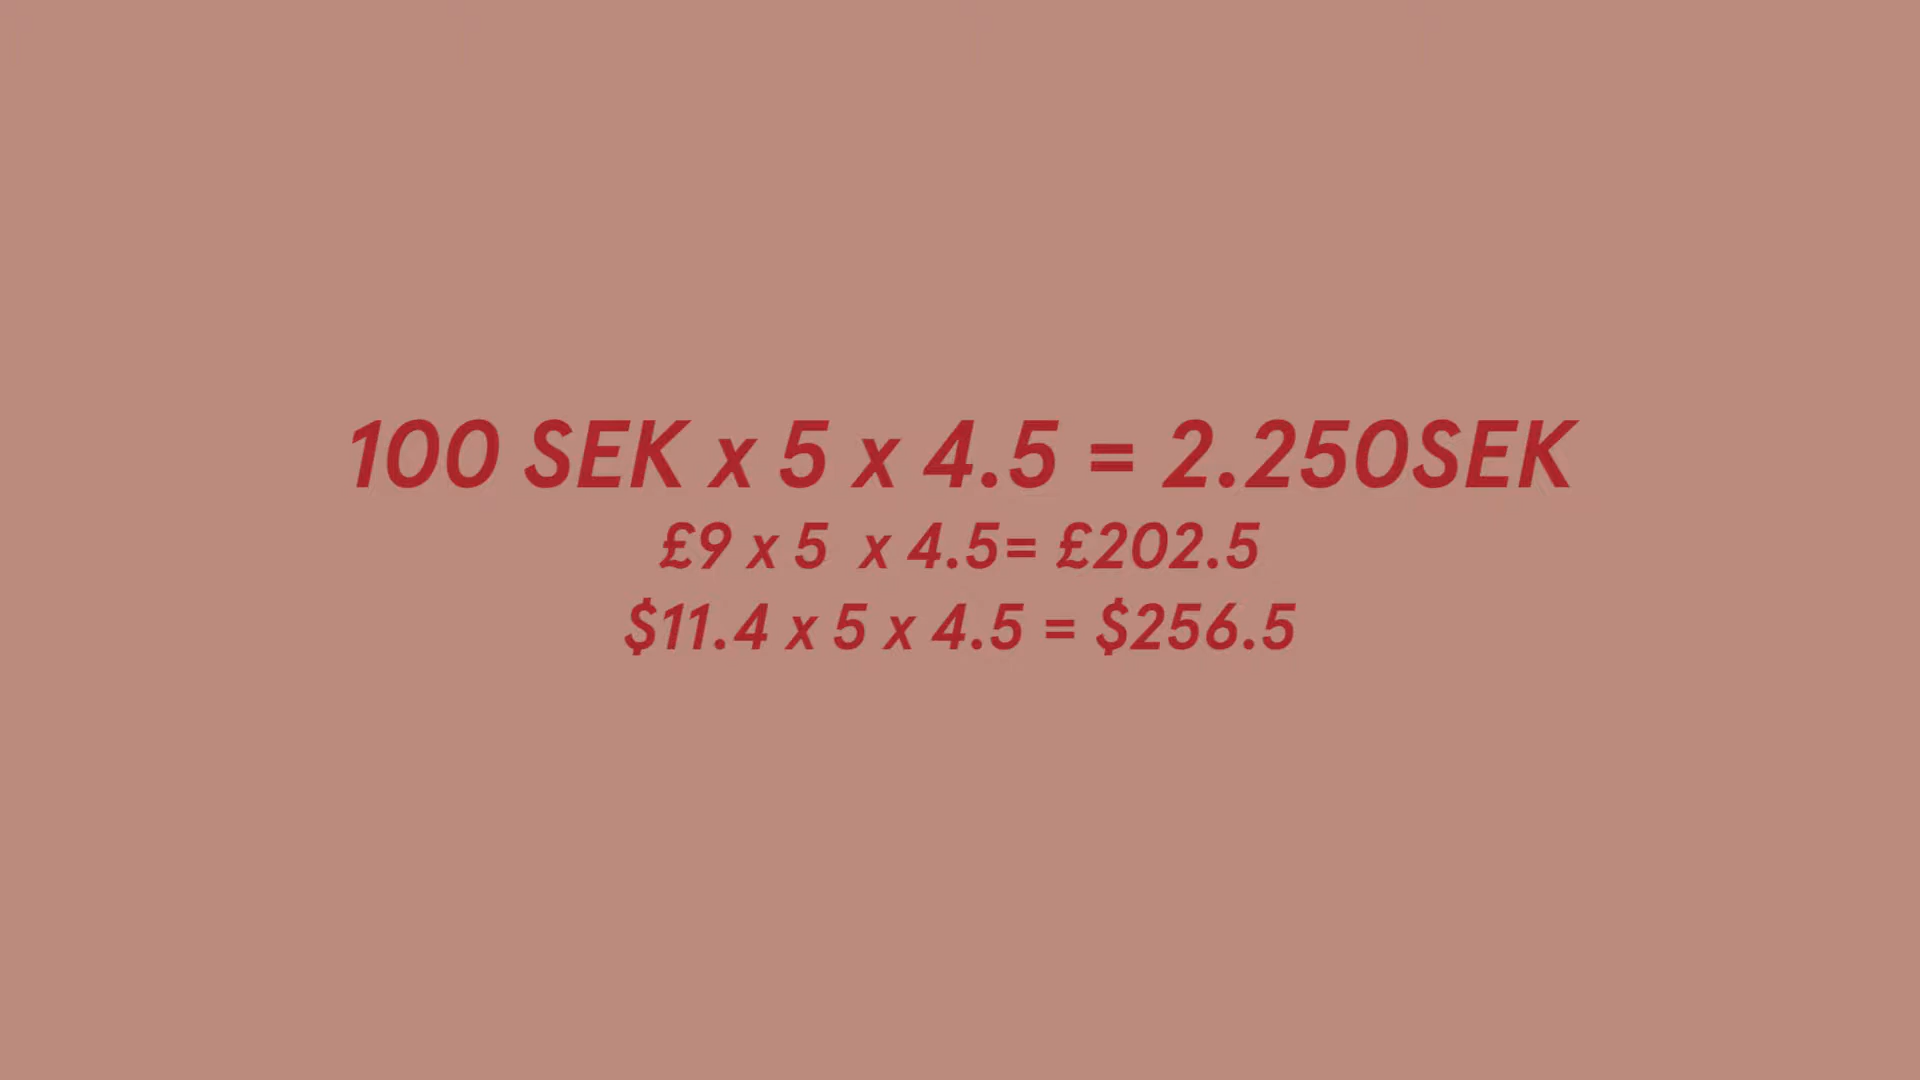 100 SEK x 5 x 4.5 = 2.250SEK
£9 x 5 x 4.5= £202.5
$11.4 x 5 x 4.5 = $256.5